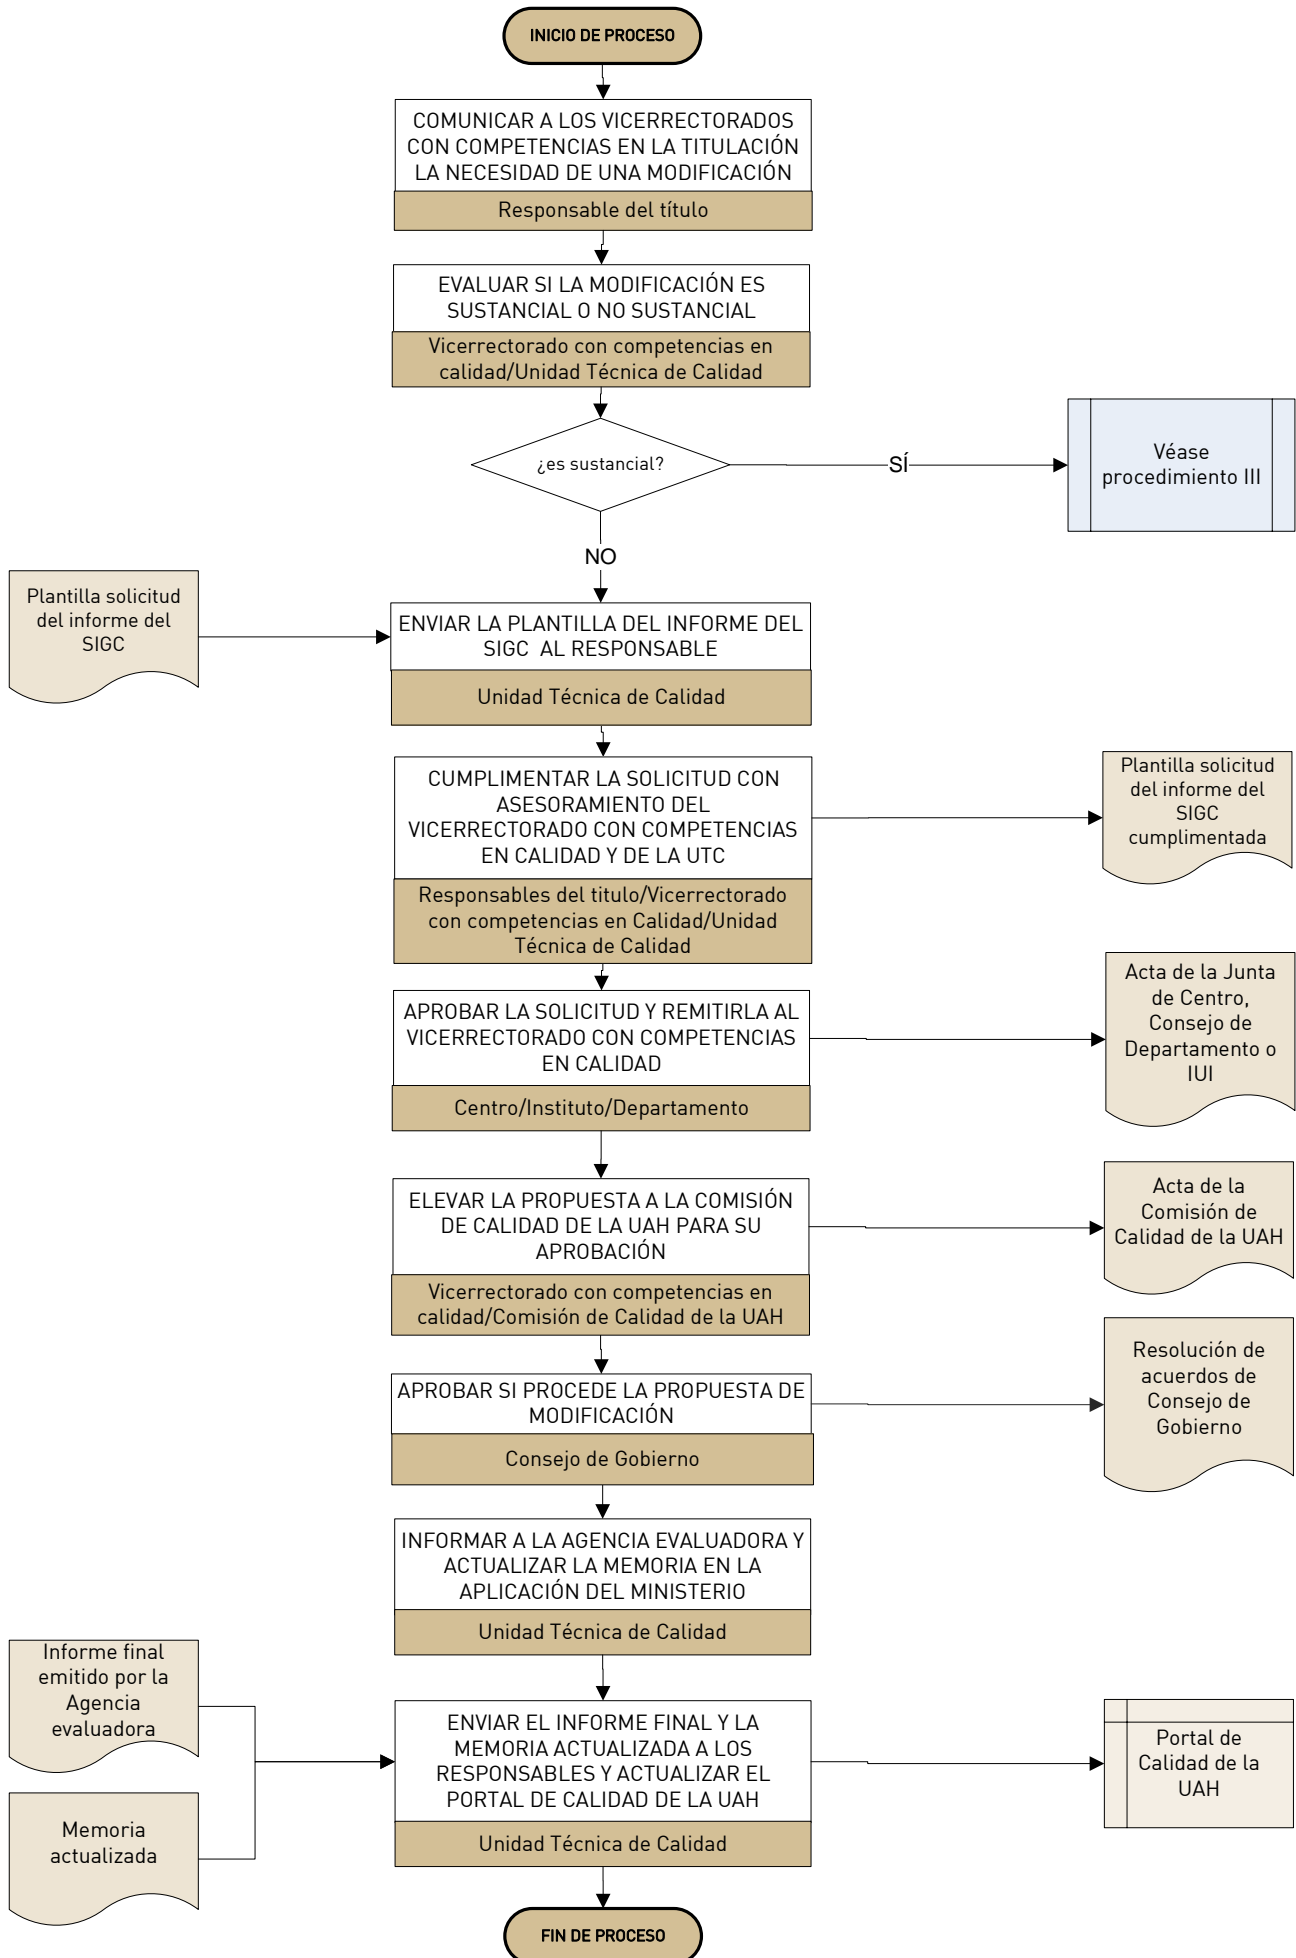 INICIO DE PROCESO
COMUNICAR A LOS VICERRECTORADOS
CON COMPETENCIAS EN LA TITULACIÓN
LA NECESIDAD DE UNA MODIFICACIÓN
Responsable del título
EVALUAR SI LA MODIFICACIÓN ES
SUSTANCIAL O NO SUSTANCIAL
Vicerrectorado con competencias en
calidad/Unidad Técnica de Calidad
¿es sustancial?
SÍ
Véase
procedimiento III
NO
Plantilla solicitud
del informe del
SIGC
ENVIAR LA PLANTILLA DEL INFORME DEL
SIGC AL RESPONSABLE
Unidad Técnica de Calidad
CUMPLIMENTAR LA SOLICITUD CON
ASESORAMIENTO DEL
VICERRECTORADO CON COMPETENCIAS
EN CALIDAD Y DE LA UTC
Responsables del titulo/Vicerrectorado
con competencias en Calidad/Unidad
Técnica de Calidad
Plantilla solicitud
del informe del
SIGC
cumplimentada
APROBAR LA SOLICITUD Y REMITIRLA AL
VICERRECTORADO CON COMPETENCIAS
EN CALIDAD
Centro/Instituto/Departamento
Acta de la Junta
de Centro,
Consejo de
Departamento o
IUI
ELEVAR LA PROPUESTA A LA COMISIÓN
DE CALIDAD DE LA UAH PARA SU
APROBACIÓN
Vicerrectorado con competencias en
calidad/Comisión de Calidad de la UAH
Acta de la
Comisión de
Calidad de la UAH
APROBAR SI PROCEDE LA PROPUESTA DE
MODIFICACIÓN
Consejo de Gobierno
Resolución de
acuerdos de
Consejo de
Gobierno
INFORMAR A LA AGENCIA EVALUADORA Y
ACTUALIZAR LA MEMORIA EN LA
APLICACIÓN DEL MINISTERIO
Unidad Técnica de Calidad
Informe final
emitido por la
Agencia
evaluadora
Memoria
actualizada
ENVIAR EL INFORME FINAL Y LA
MEMORIA ACTUALIZADA A LOS
RESPONSABLES Y ACTUALIZAR EL
PORTAL DE CALIDAD DE LA UAH
Unidad Técnica de Calidad
Portal de
Calidad de la
UAH
FIN DE PROCESO